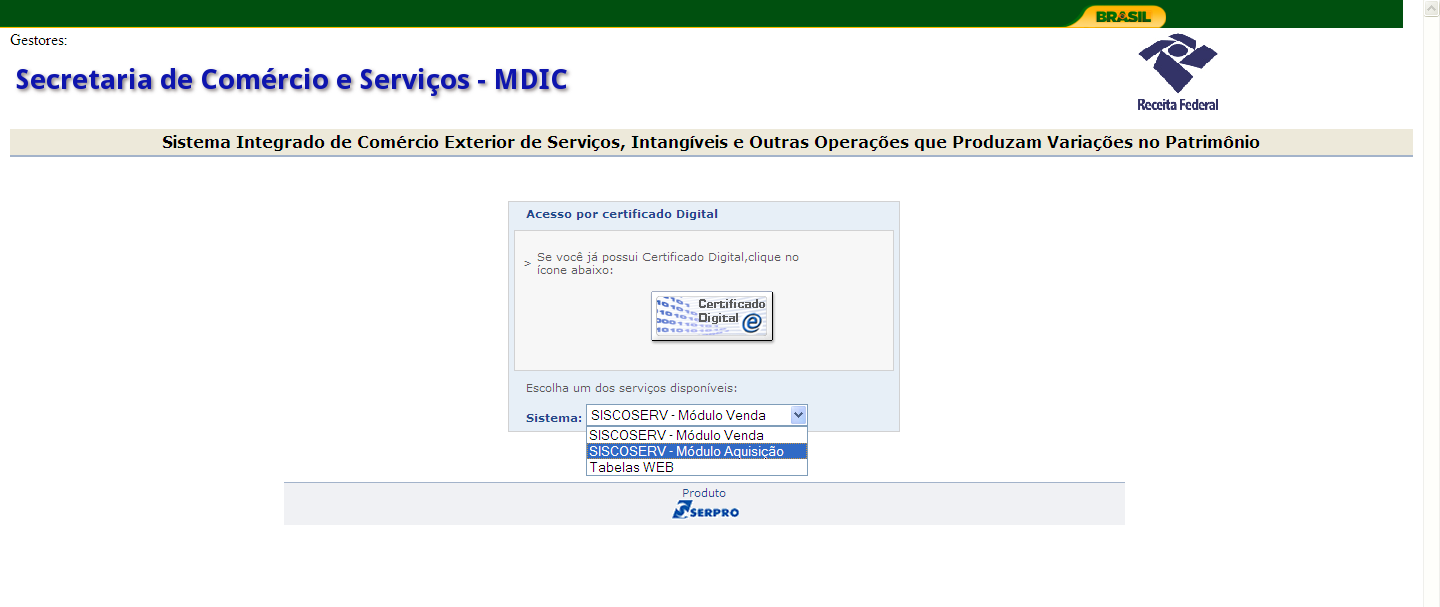 BRASIL
Gestores:
Secretaria de Comércio e Serviços - MDIC
Receita Federal
Sistema Integrado de Comércio Exterior de Serviços, Intangíveis e Outras Operações que Produzam Variações no Patrimônio
Acesso por certificado Digital
> Se você já possui Certificado Digital,clique no
ícone abaixo:
Certificado
Digital e
Escolha um dos serviços disponíveis:
Sistema: SISCOSERV - Módulo Venda
SISCOSERV - Módulo Venda
SISCOSERV - Módulo Aquisição
Tabelas WEB
Produto
SERPRO